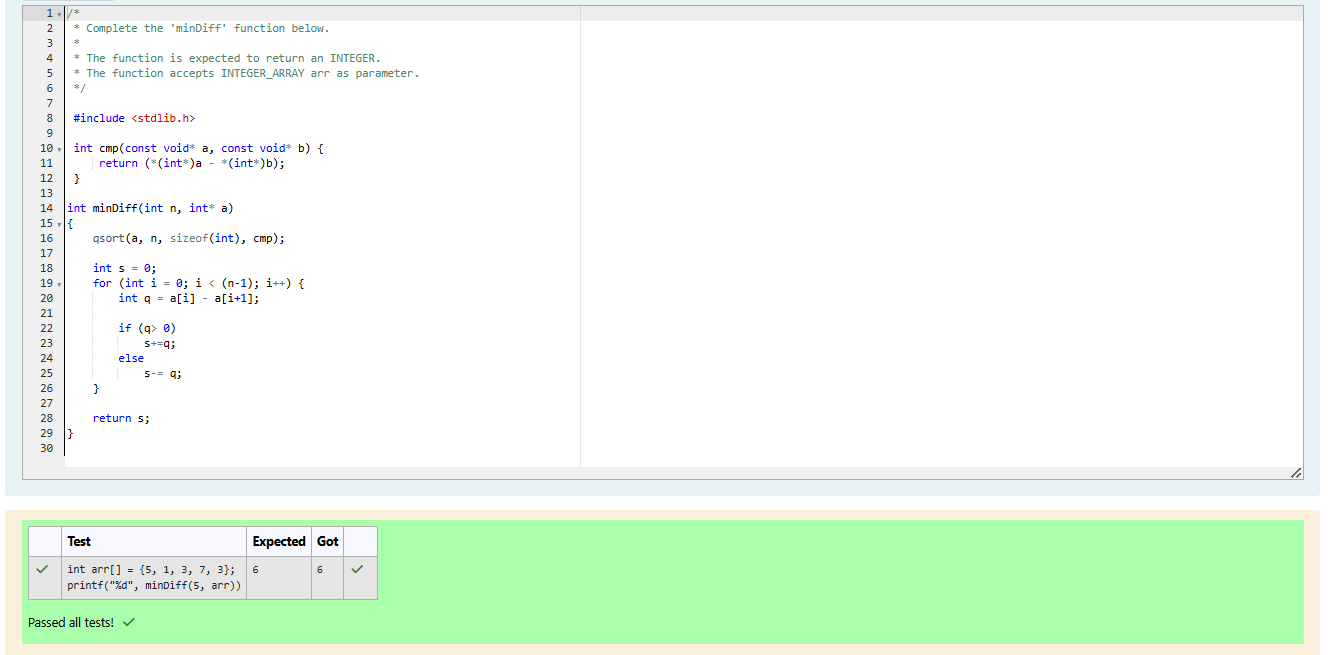 1 /*
2 * Complete the 'minDiff' function below.
3 *
4 * The function is expected to return an INTEGER.
5 * The function accepts INTEGER_ARRAY arr as parameter.
6 */
7
8 #include <stdlib.h>
9
10 int cmp(const void* a, const void* b) {
11 return (*(int*)a - *(int*)b);
12 }
13
14 int minDiff(int n, int* a)
15 {
16 qsort(a, n, sizeof(int), cmp);
17
18 int s = 0;
19 for (int i = 0; i < (n-1); i++) {
20 int q = a[i] - a[i+1];
21
22 if (q> 0)
23 s+=q;
24 else
25 s-= q;
26 }
27
28 return s;
29 }
30
Test Expected Got
int arr[] = {5, 1, 3, 7, 3}; 6 6
printf("%d", minDiff(5, arr))
Passed all tests!